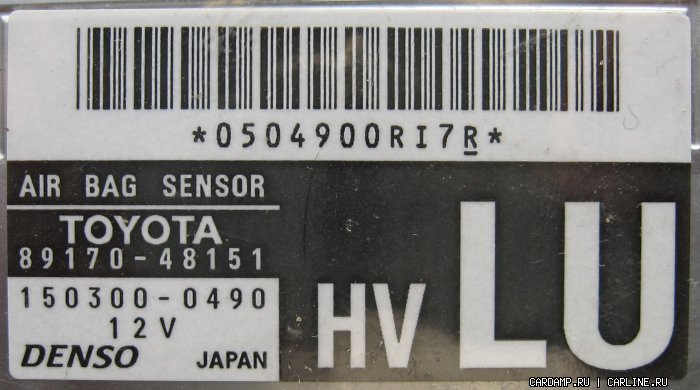 *0504900RI7R*
AIR BAG SENSOR
TOYOTA
89170-48151
150300-0490
12V
DENSO JAPAN
HV LU
CARDAMP.RU | CARLINE.RU